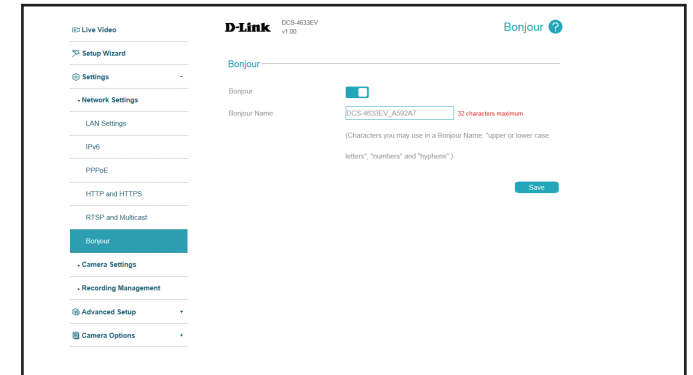 Live Video
D-Link
DCS-4633EV
v1.00
Bonjour ?
Setup Wizard
Settings -
Network Settings
LAN Settings
IPv6
PPPoE
HTTP and HTTPS
RTSP and Multicast
Bonjour
Camera Settings
Recording Management
Advanced Setup +
Camera Options +
Bonjour
Bonjour
Bonjour Name DCS-4633EV_A592A7 32 characters maximum
(Characters you may use in a Bonjour Name: "upper or lower case
letters", "numbers" and "hyphens".)
Save